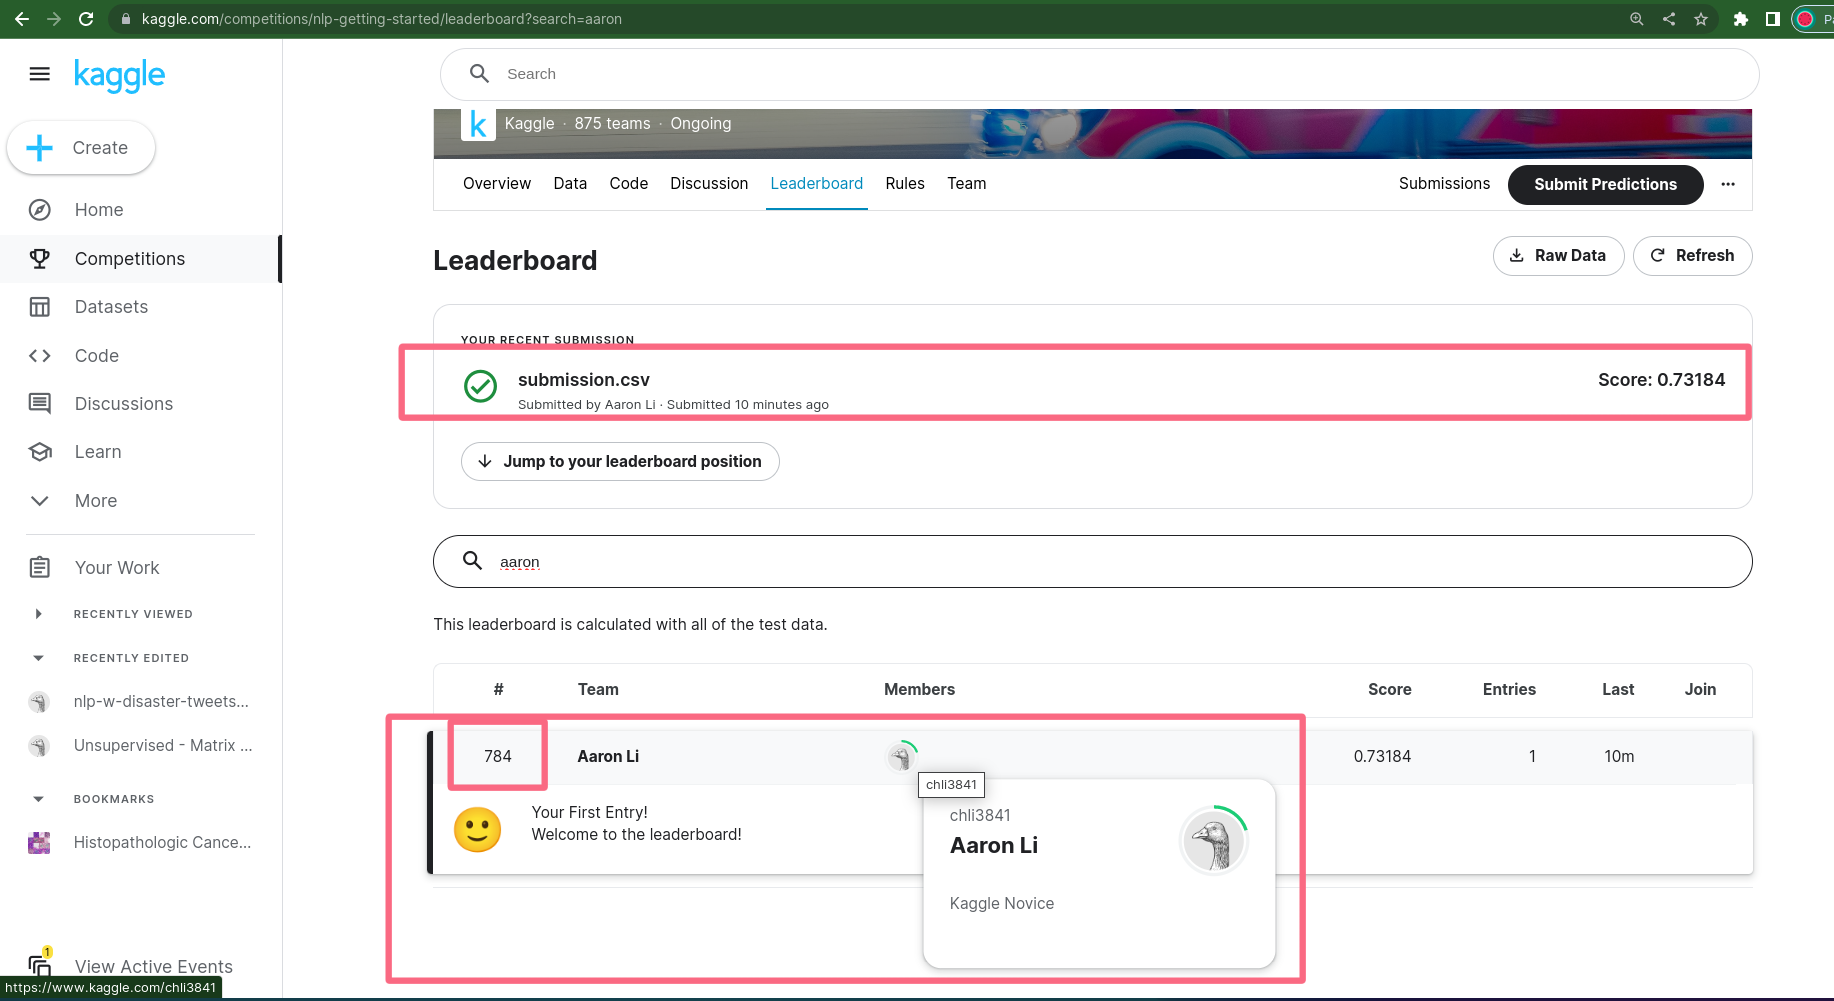 kaggle.com/competitions/nlp-getting-started/leaderboard?search=aaron
kaggle
Search
k
Kaggle · 875 teams · Ongoing
Create
Overview Data Code Discussion Leaderboard Rules Team Submissions Submit Predictions
Home
Competitions
Datasets
Code
Discussions
Learn
More
Your Work
RECENTLY VIEWED
RECENTLY EDITED
nlp-w-disaster-tweets...
Unsupervised - Matrix ...
BOOKMARKS
Histopathologic Cance...
1
View Active Events
https://www.kaggle.com/chli3841
Leaderboard
Raw Data Refresh
YOUR RECENT SUBMISSION
submission.csv Score: 0.73184
Submitted by Aaron Li · Submitted 10 minutes ago
Jump to your leaderboard position
aaron
This leaderboard is calculated with all of the test data.
# Team Members Score Entries Last Join
784 Aaron Li 0.73184 1 10m
chli3841
Your First Entry!
Welcome to the leaderboard!
chli3841
Aaron Li
Kaggle Novice